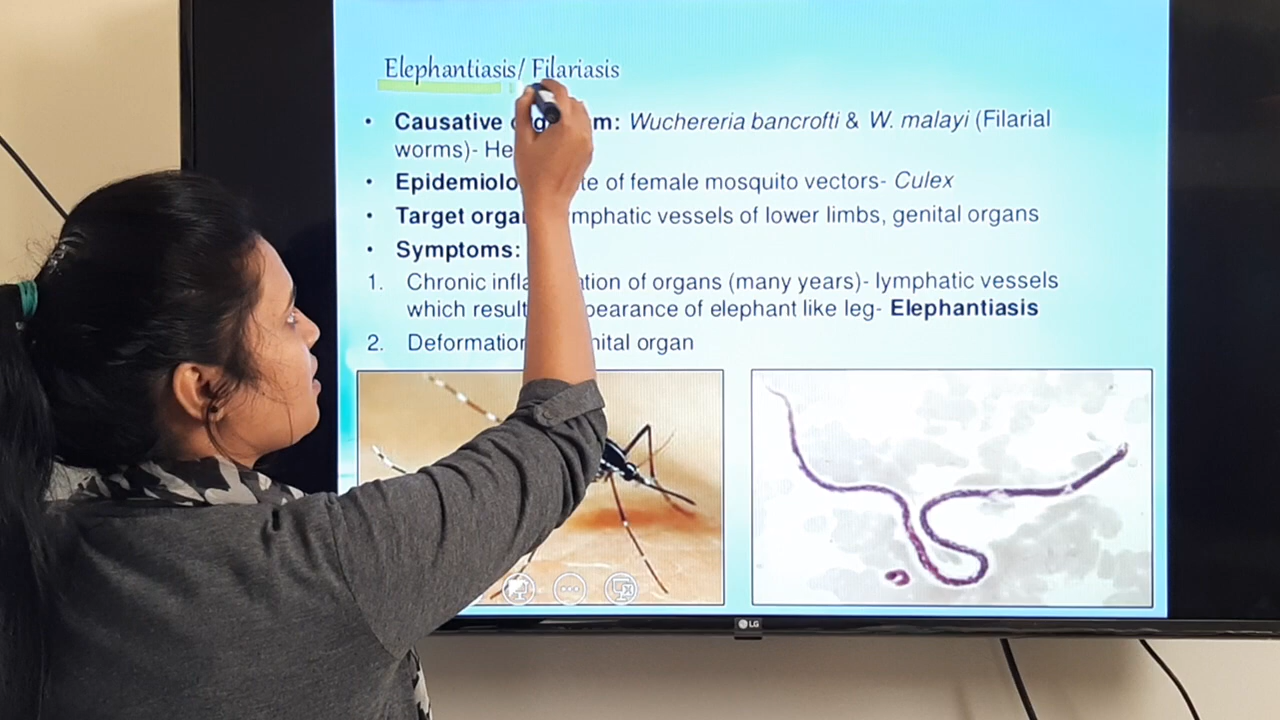 Elephantiasis/ Filariasis
• Causative m: Wuchereria bancrofti & W. malayi (Filarial
worms)- He
• Epidemiolo te of female mosquito vectors- Culex
• Target orga mphatic vessels of lower limbs, genital organs
• Symptoms:
1. Chronic infla tion of organs (many years)- lymphatic vessels
which result pearance of elephant like leg- Elephantiasis
2. Deformation nital organ
LG